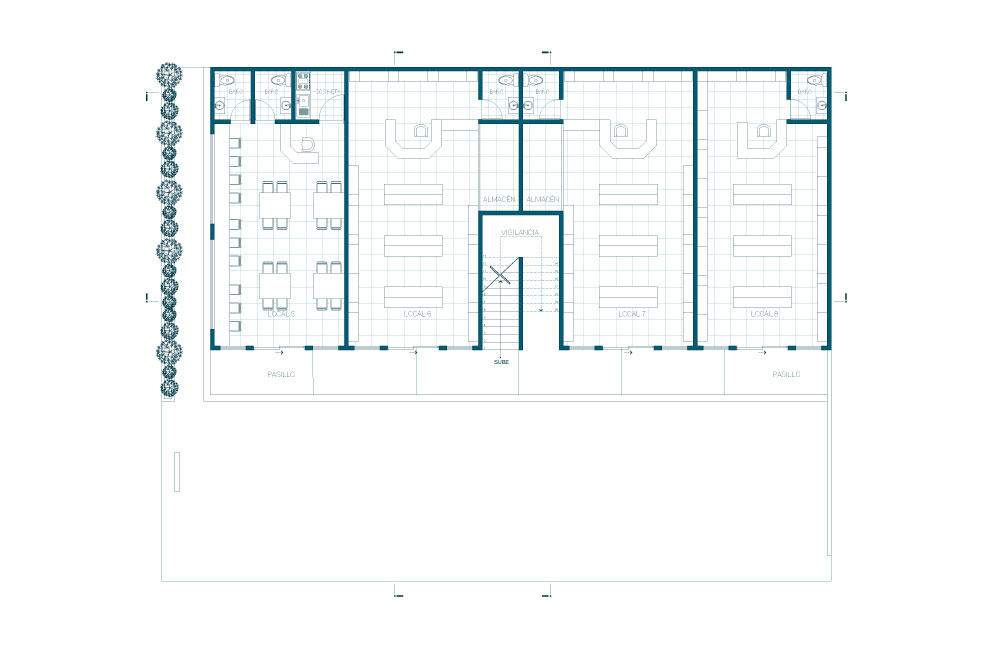 BAÑO
BAÑO
COCINETA
BAÑO
BAÑO
BAÑO
ALMACÉN
ALMACÉN
VIGILANCIA
LOCAL 5
LOCAL 6
LOCAL 7
LOCAL 8
SUBE
PASILLO
PASILLO